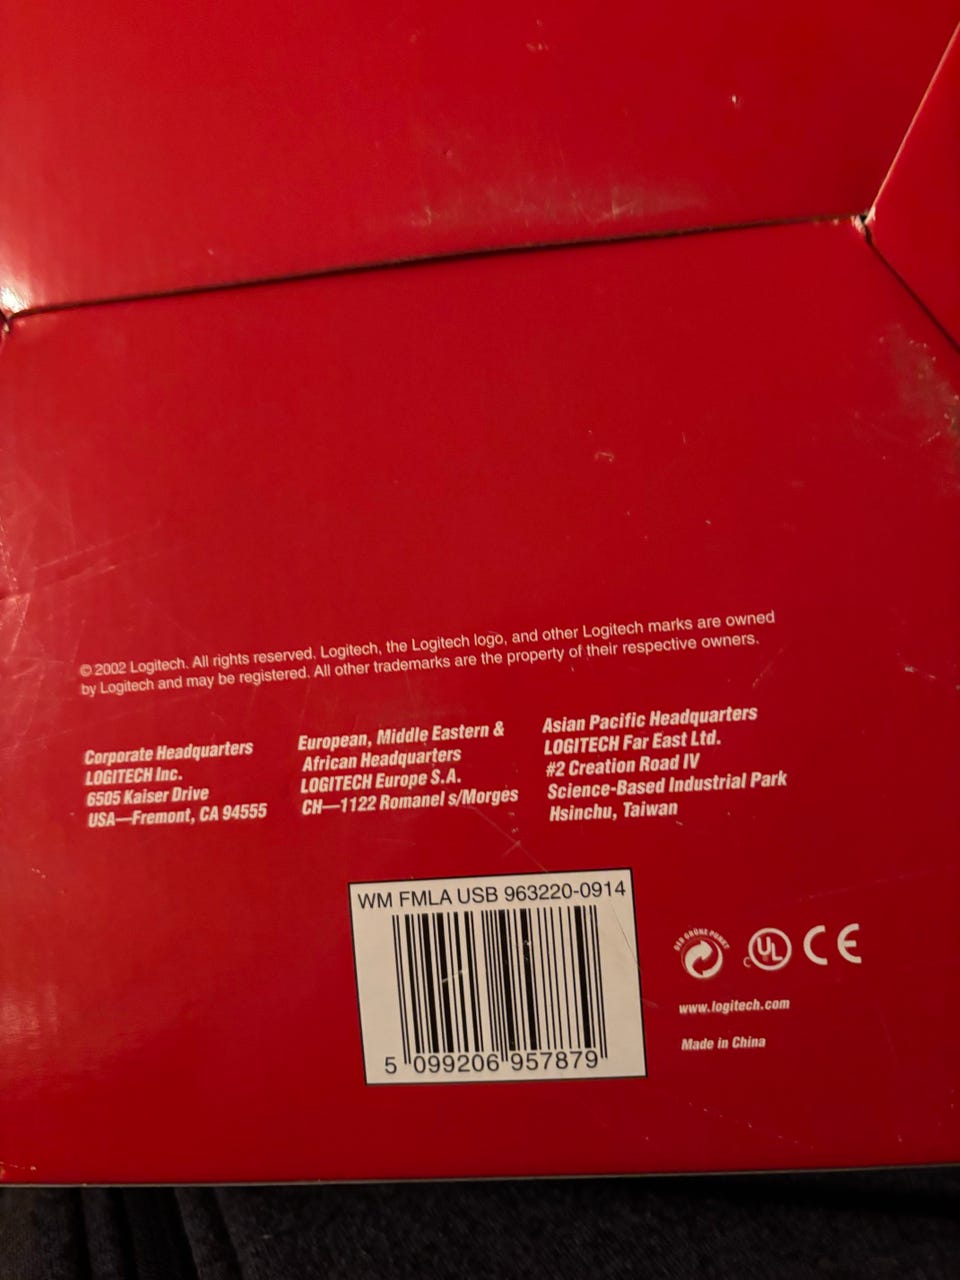 © 2002 Logitech. All rights reserved. Logitech, the Logitech logo, and other Logitech marks are owned
by Logitech and may be registered. All other trademarks are the property of their respective owners.
Corporate Headquarters
LOGITECH Inc.
6505 Kaiser Drive
USA—Fremont, CA 94555
European, Middle Eastern &
African Headquarters
LOGITECH Europe S.A.
CH—1122 Romanel s/Morges
Asian Pacific Headquarters
LOGITECH Far East Ltd.
#2 Creation Road IV
Science-Based Industrial Park
Hsinchu, Taiwan
WM FMLA USB 963220-0914
5 099206 957879
DER GRÜNE PUNKT
C UL
CE
www.logitech.com
Made in China